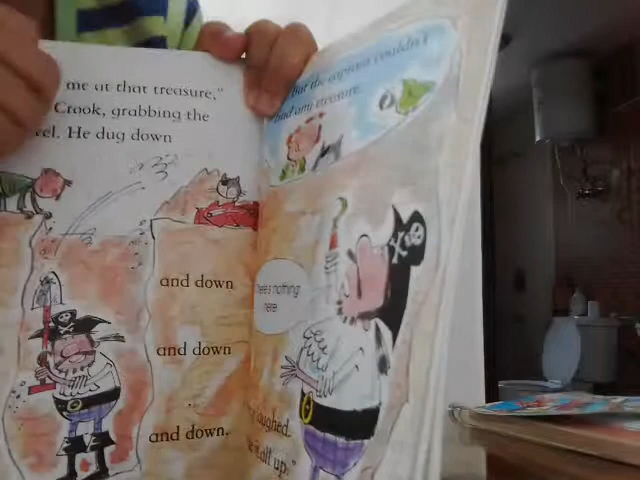 me at that treasure,"
Crook, grabbing the
He dug down
and down
and down
and down.
But the captain couldn't
find any treasure.
There's nothing
here!
laughed.
it all up."